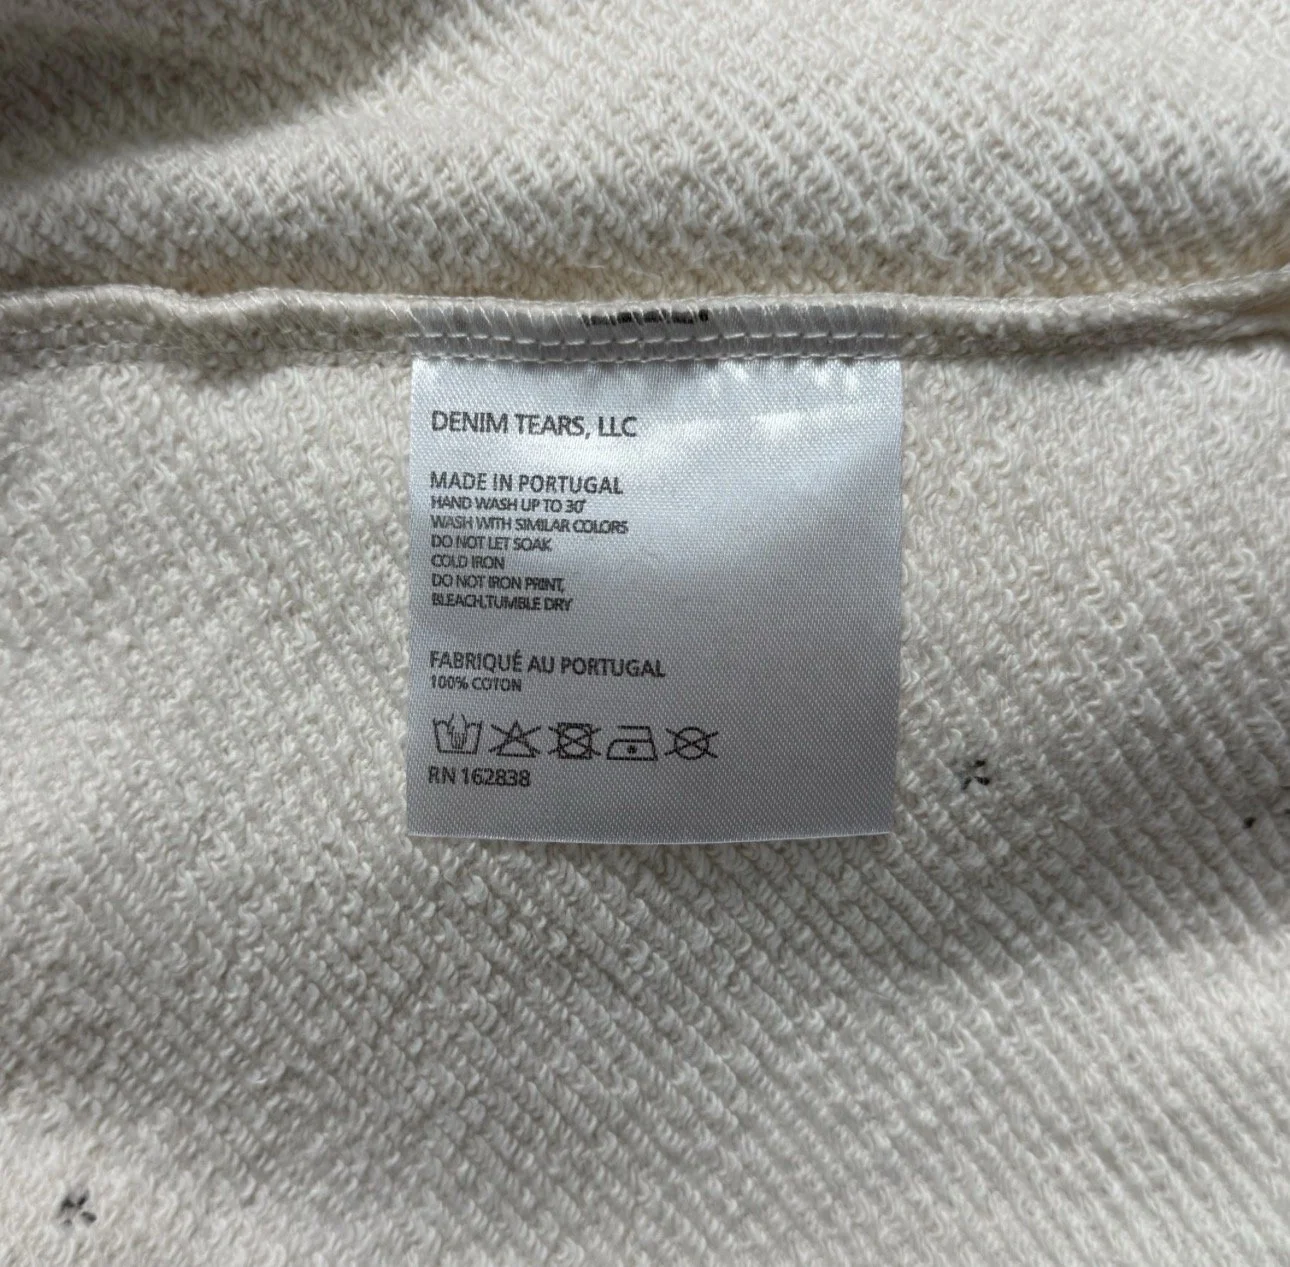 DENIM TEARS, LLC
MADE IN PORTUGAL
HAND WASH UP TO 30°
WASH WITH SIMILAR COLORS
DO NOT LET SOAK
COLD IRON
DO NOT IRON PRINT,
BLEACH,TUMBLE DRY
FABRIQUÉ AU PORTUGAL
100% COTON
RN 162838